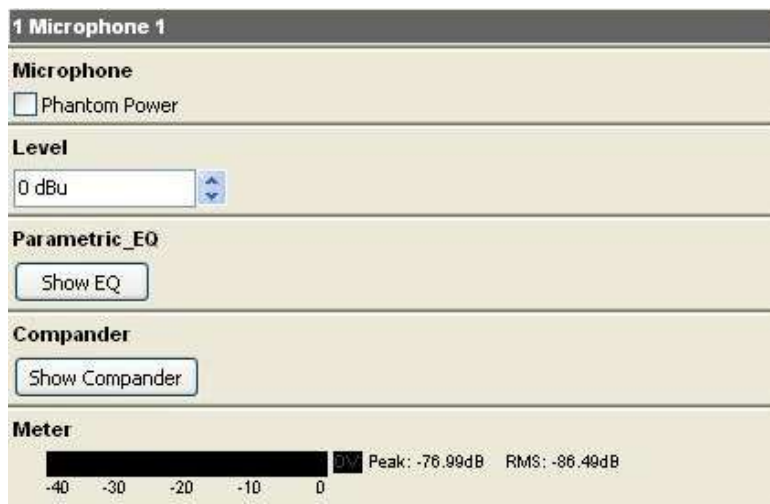 1 Microphone 1
Microphone
Phantom Power
Level
0 dBu
Parametric_EQ
Show EQ
Compander
Show Compander
Meter
OV Peak: -76.99dB RMS: -86.49dB
-40 -30 -20 -10 0